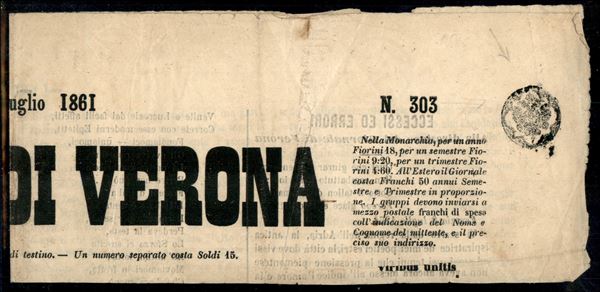 uglio 1861
N. 303
DI VERONA
di testino. — Un numero separato costa Soldi 15.
Nella Monarchia, per un anno
Fiorini 18, per un semestre Fio-
rini 9:20, per un trimestre Fio-
rini 4:60. All'Estero il Giornale
costa Franchi 50 annui Seme-
stre e Trimestre in proporzio-
ne. I gruppi devono inviarsi a
mezzo postale franchi di spesa
coll'indicazione del Nome e
Cognome del mittente, e il pre-
ciso suo indirizzo.
viribus unitis